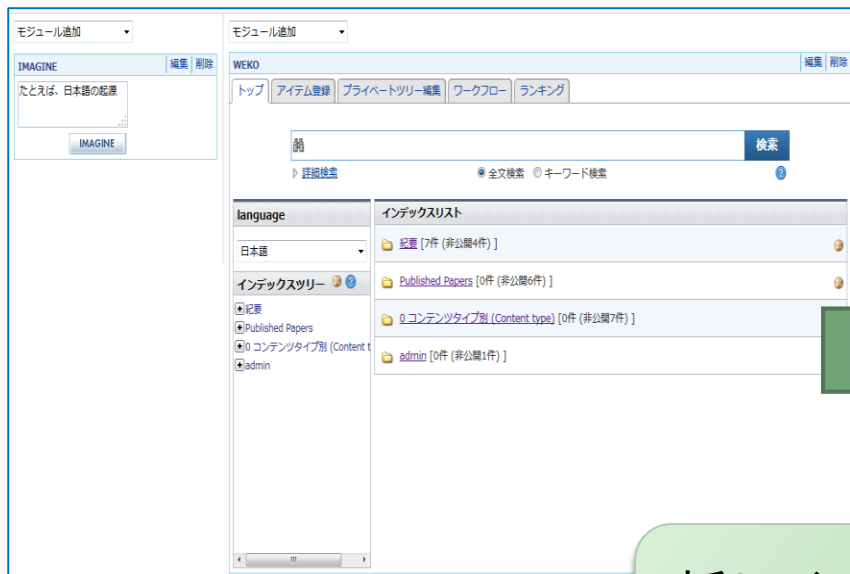 モジュール追加
モジュール追加
IMAGINE 編集 削除
たとえば、日本語の起源
IMAGINE
WEKO 編集 削除
トップ アイテム登録 プライベートツリー編集 ワークフロー ランキング
検索
詳細検索 全文検索 キーワード検索
language
日本語
インデックスツリー
紀要
Published Papers
0 コンテンツタイプ別 (Content t
admin
インデックスリスト
紀要 [7件 (非公開4件) ]
Published Papers [0件 (非公開6件) ]
0 コンテンツタイプ別 (Content type) [0件 (非公開7件) ]
admin [0件 (非公開1件) ]